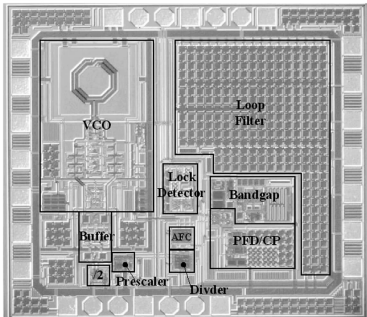 VCO
Loop
Filter
Lock
Detector
Bandgap
Buffer
AFC
PFD/CP
/2
Prescaler
Divder